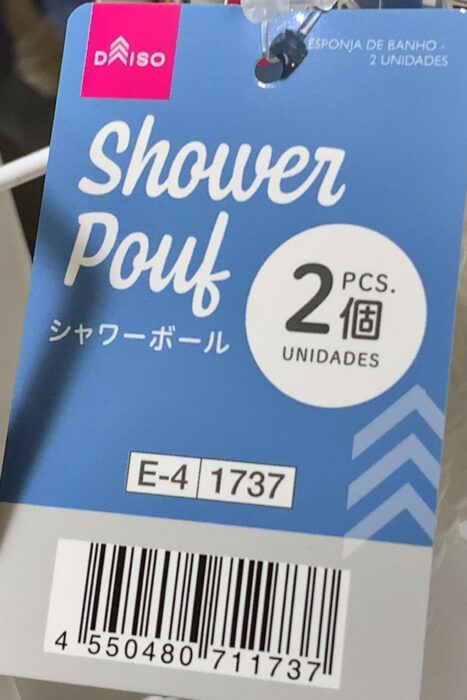 DAISO
ESPONJA DE BANHO -
2 UNIDADES
Shower
Pouf
シャワーボール
2 PCS.
個
UNIDADES
E-4 1737
4 550480 711737